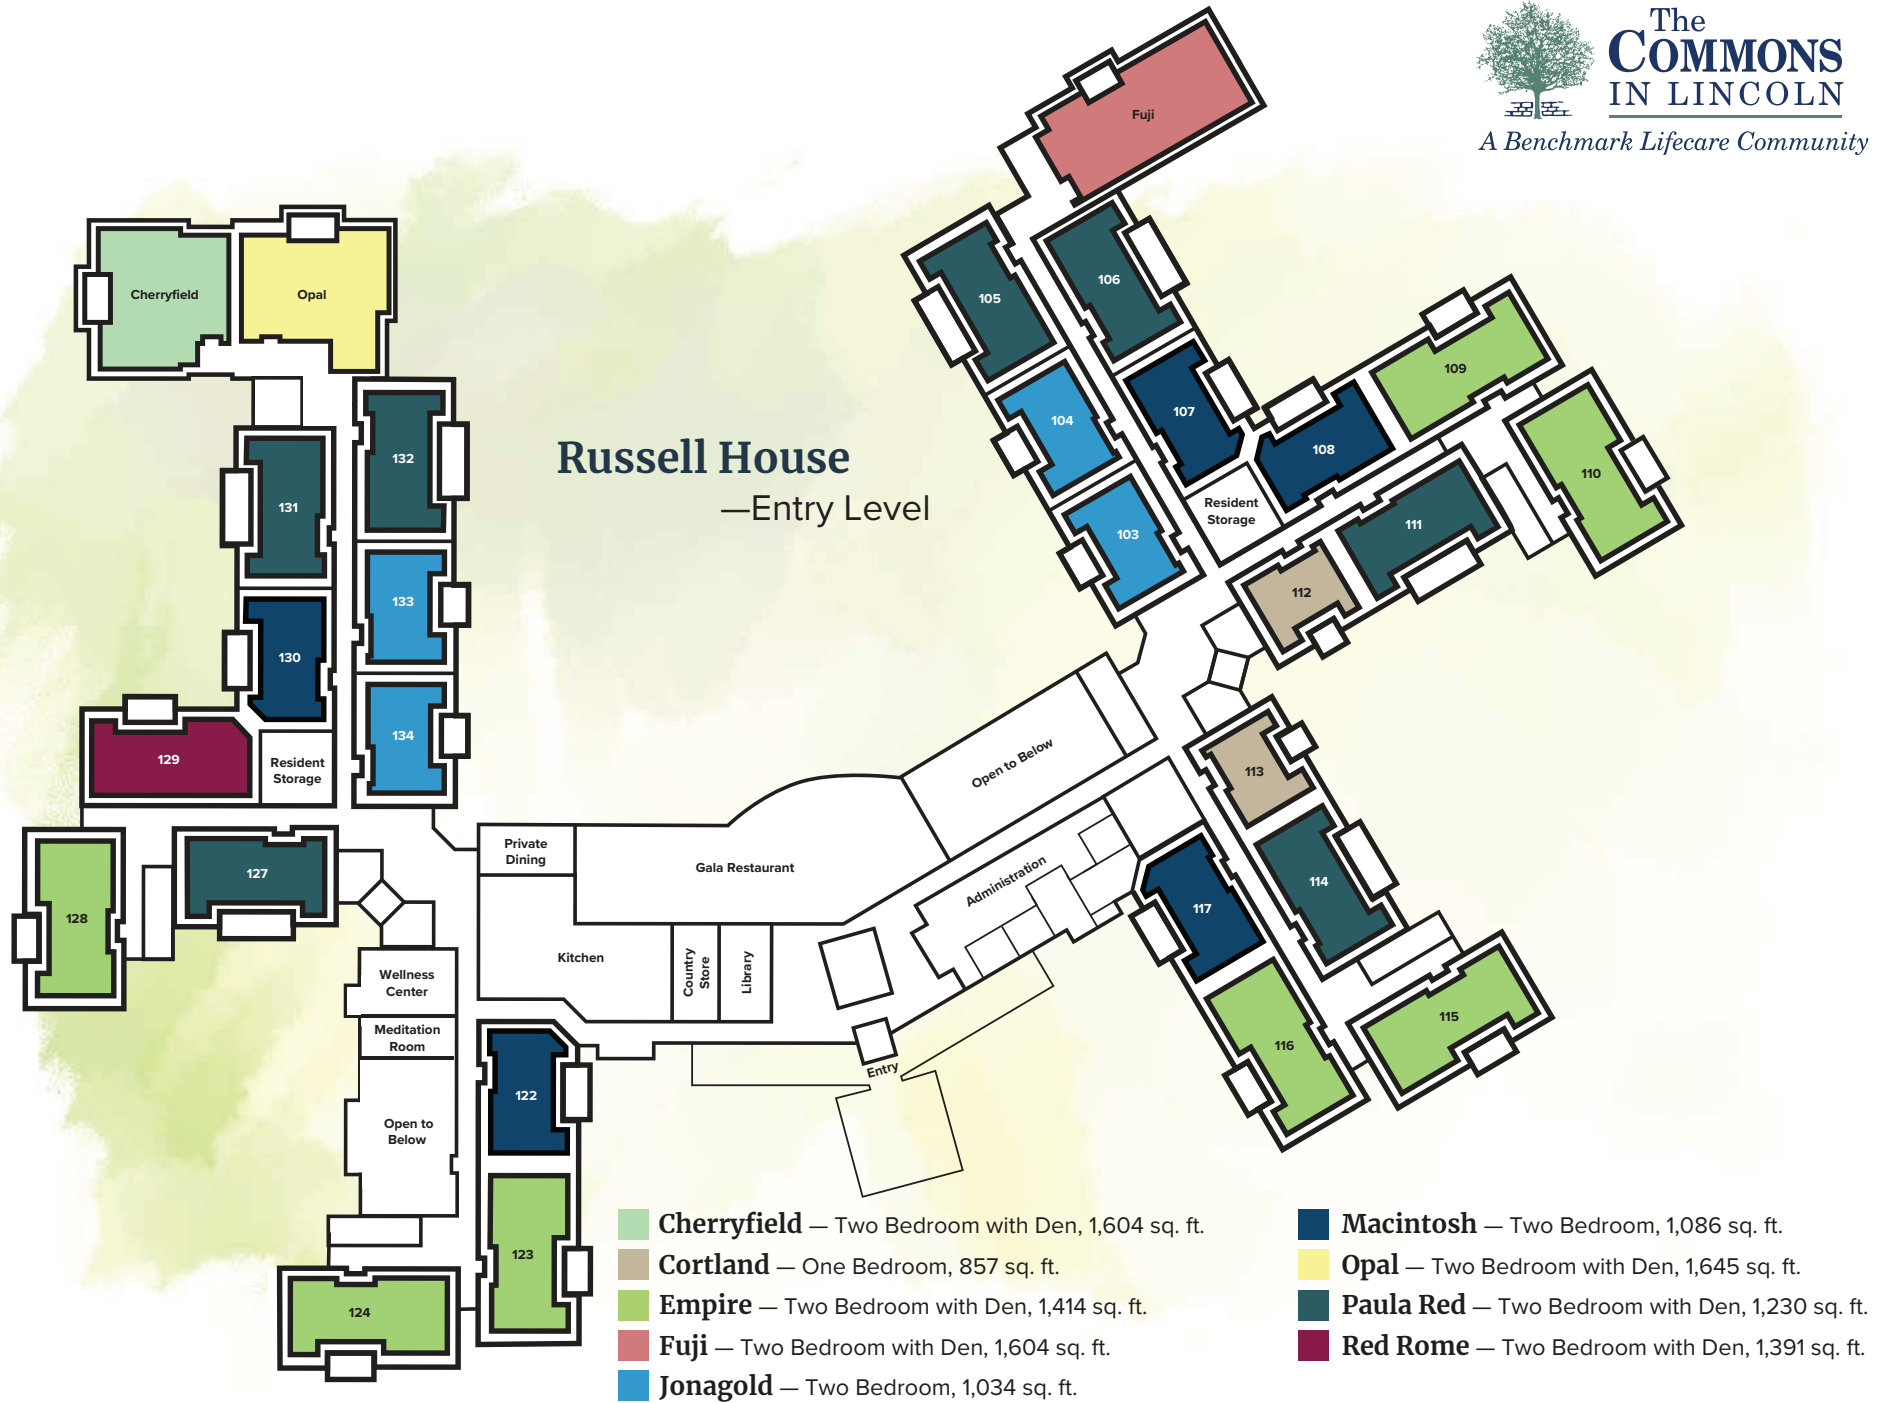 The
COMMONS
IN LINCOLN
A Benchmark Lifecare Community
Fuji
Cherryfield
Opal
105
106
109
132
104
107
108
110
131
Russell House
—Entry Level
Resident
Storage
111
103
133
112
130
134
129
Resident
Storage
Open to Below
113
Private
Dining
Gala Restaurant
127
Administration
114
128
117
Kitchen
Country
Store
Library
Wellness
Center
Meditation
Room
115
116
Entry
122
Open to
Below
123
124
Cherryfield — Two Bedroom with Den, 1,604 sq. ft.
Cortland — One Bedroom, 857 sq. ft.
Empire — Two Bedroom with Den, 1,414 sq. ft.
Fuji — Two Bedroom with Den, 1,604 sq. ft.
Jonagold — Two Bedroom, 1,034 sq. ft.
Macintosh — Two Bedroom, 1,086 sq. ft.
Opal — Two Bedroom with Den, 1,645 sq. ft.
Paula Red — Two Bedroom with Den, 1,230 sq. ft.
Red Rome — Two Bedroom with Den, 1,391 sq. ft.